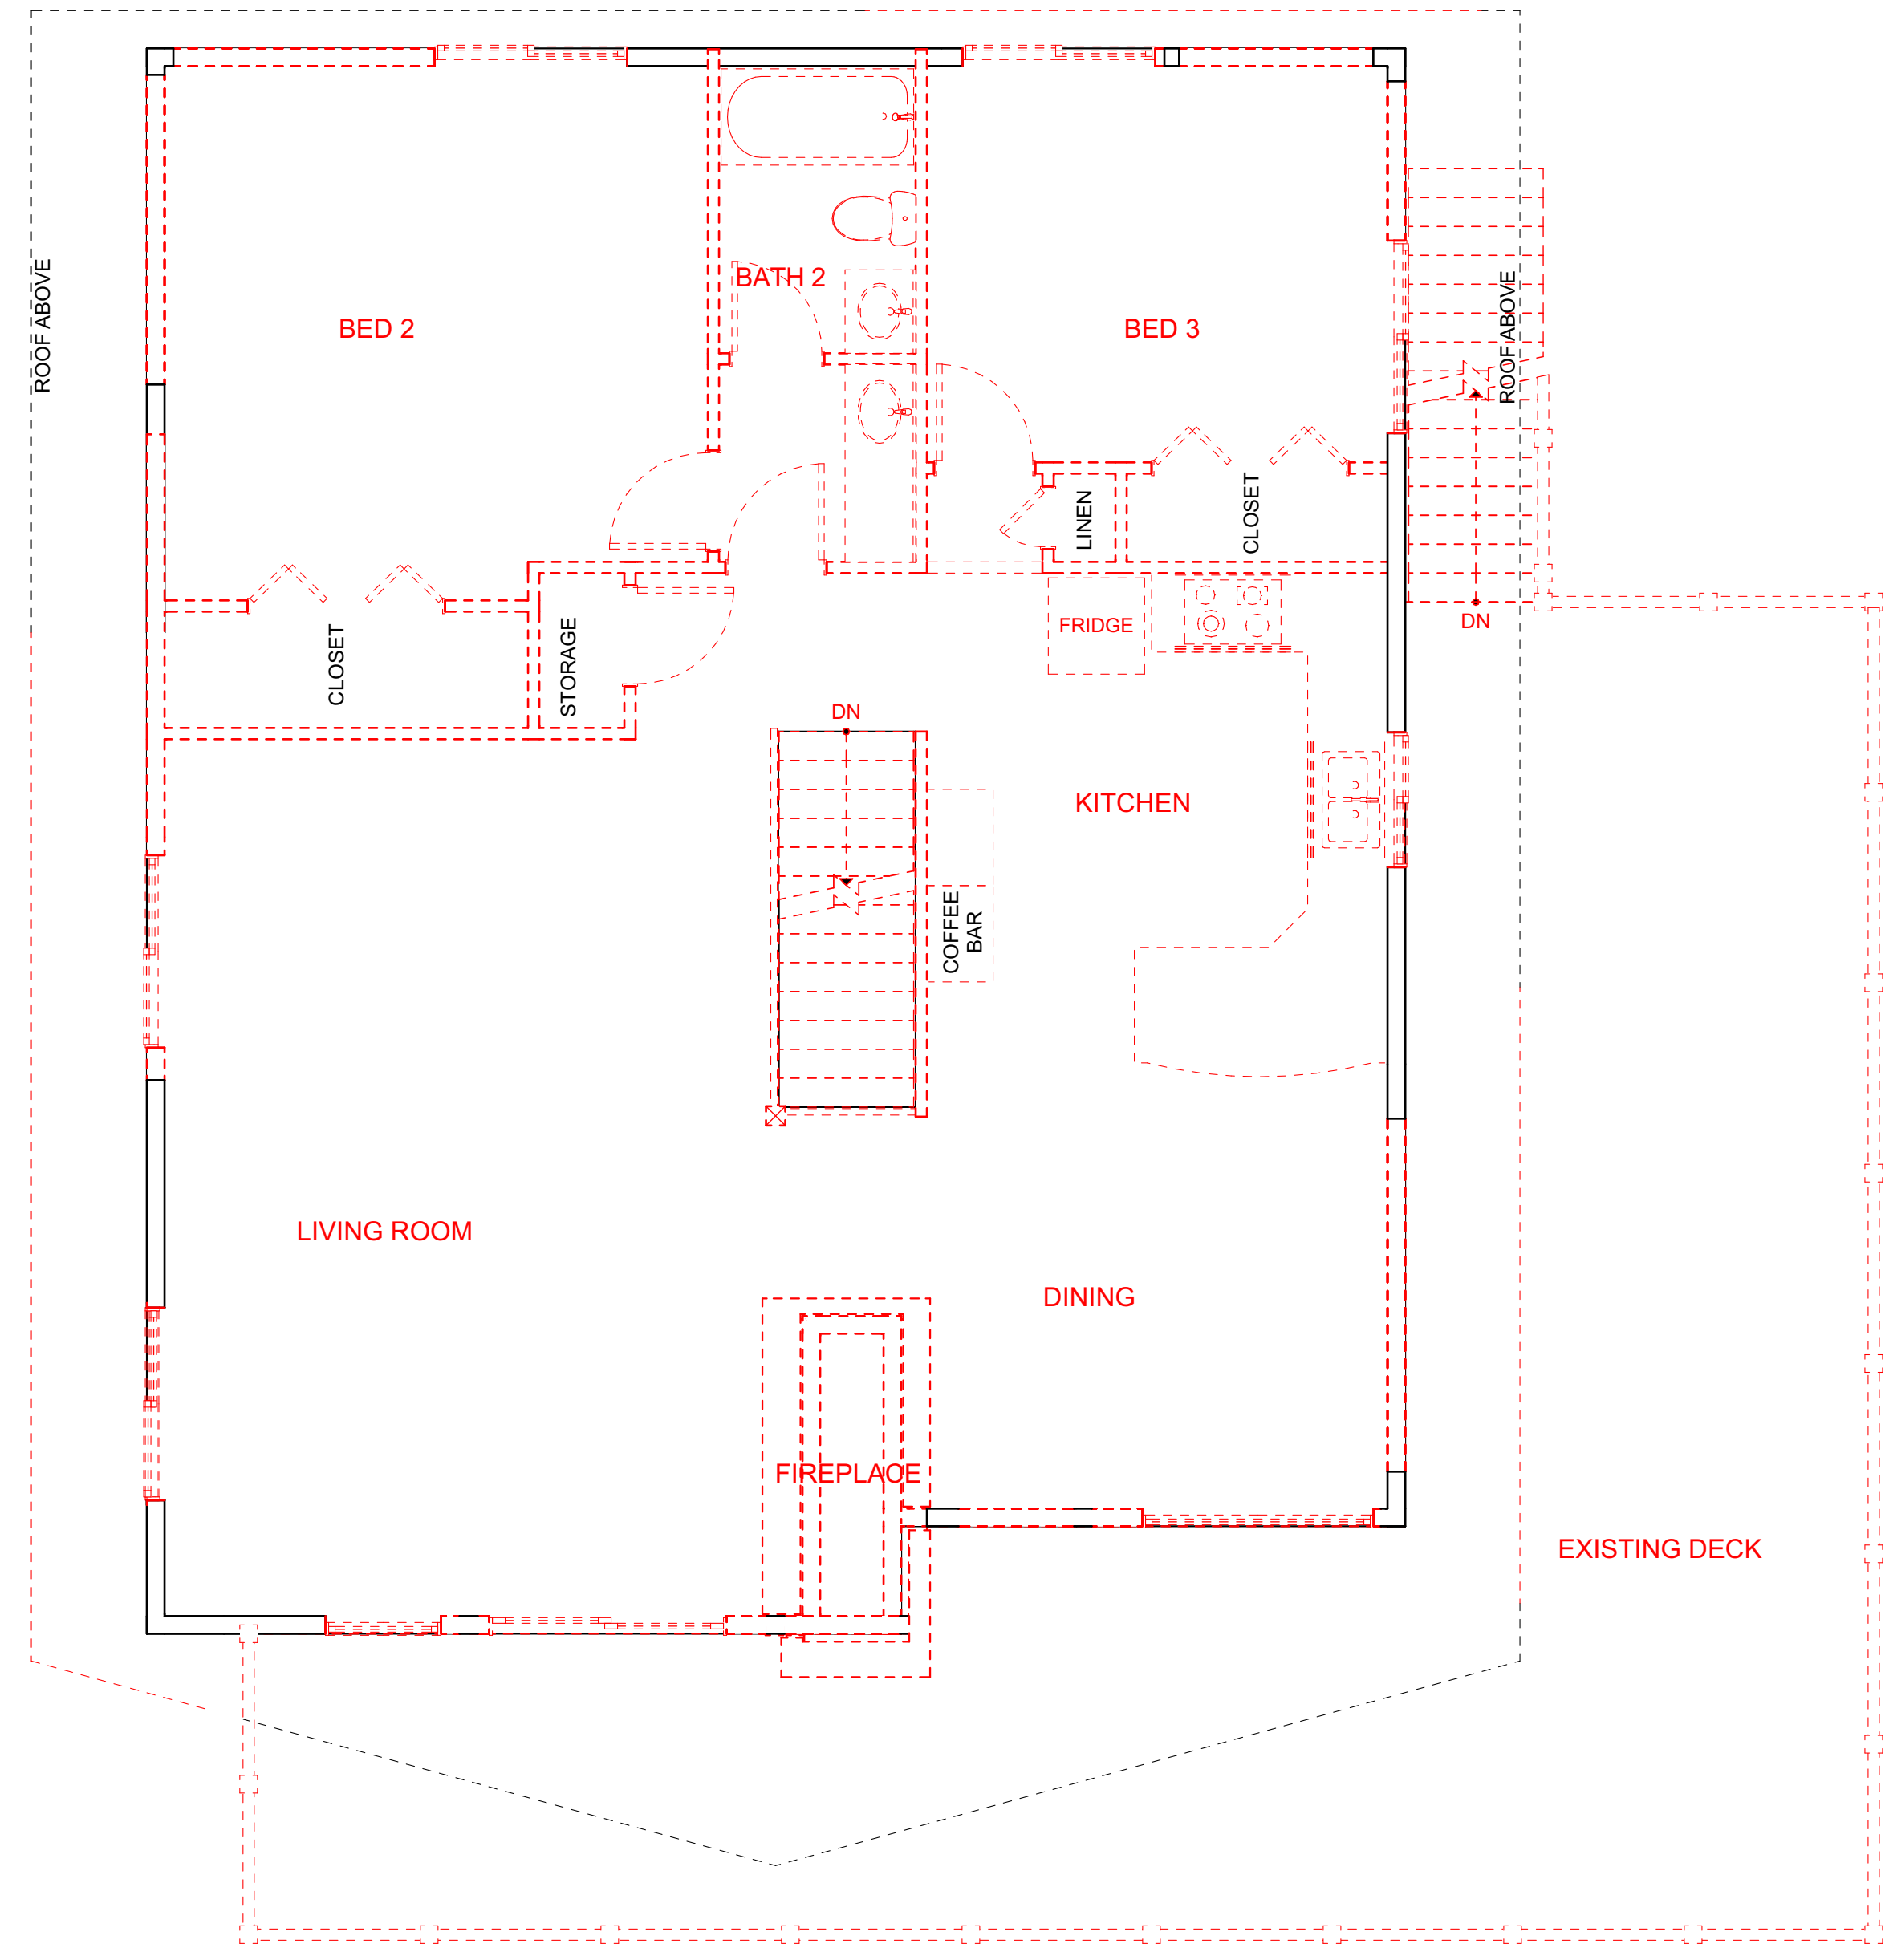 BATH 2
BED 2
BED 3
ROOF ABOVE
ROOF ABOVE
LINEN
CLOSET
FRIDGE
DN
CLOSET
STORAGE
DN
KITCHEN
COFFEE
BAR
LIVING ROOM
DINING
FIREPLACE
EXISTING DECK